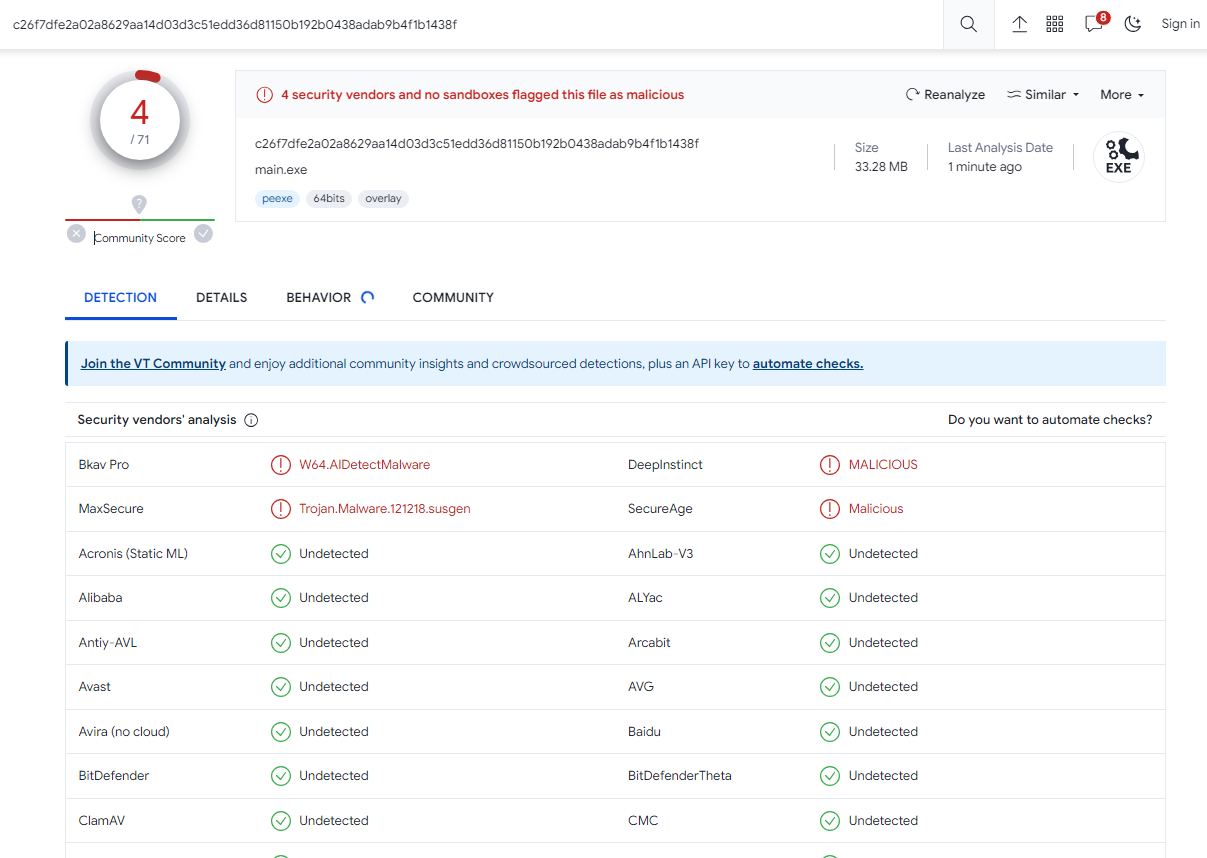 c26f7dfe2a02a8629aa14d03d3c51edd36d81150b192b0438adab9b4f1b1438f
8
Sign in
4
/ 71
4 security vendors and no sandboxes flagged this file as malicious
Reanalyze
Similar
More
c26f7dfe2a02a8629aa14d03d3c51edd36d81150b192b0438adab9b4f1b1438f
main.exe
peexe 64bits overlay
Size
33.28 MB
Last Analysis Date
1 minute ago
EXE
?
Community Score
DETECTION DETAILS BEHAVIOR COMMUNITY
Join the VT Community and enjoy additional community insights and crowdsourced detections, plus an API key to automate checks.
Security vendors' analysis Do you want to automate checks?
Bkav Pro W64.AIDetectMalware DeepInstinct MALICIOUS
MaxSecure Trojan.Malware.121218.susgen SecureAge Malicious
Acronis (Static ML) Undetected AhnLab-V3 Undetected
Alibaba Undetected ALYac Undetected
Antiy-AVL Undetected Arcabit Undetected
Avast Undetected AVG Undetected
Avira (no cloud) Undetected Baidu Undetected
BitDefender Undetected BitDefenderTheta Undetected
ClamAV Undetected CMC Undetected